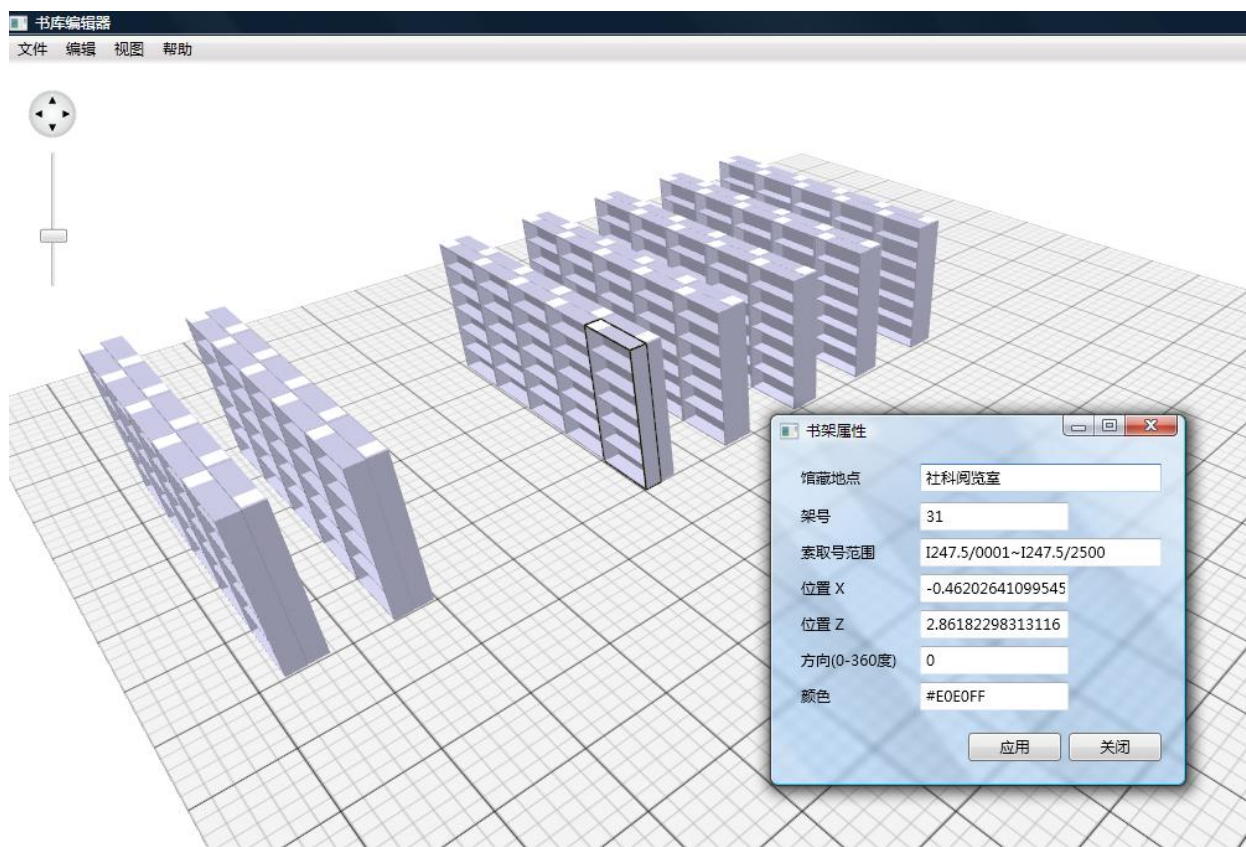 书库编辑器
文件 编辑 视图 帮助
书架属性
馆藏地点 社科阅览室
架号 31
索取号范围 I247.5/0001~I247.5/2500
位置 X -0.46202641099545
位置 Z 2.86182298313116
方向(0-360度) 0
颜色 #E0E0FF
应用 关闭